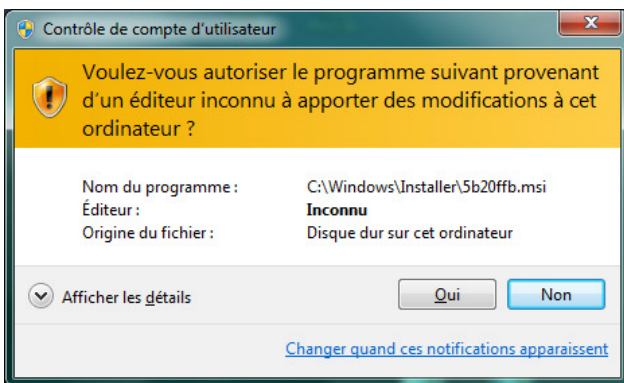 Contrôle de compte d'utilisateur
Voulez-vous autoriser le programme suivant provenant
d'un éditeur inconnu à apporter des modifications à cet
ordinateur ?
Nom du programme : C:\Windows\Installer\5b20ffb.msi
Éditeur : Inconnu
Origine du fichier : Disque dur sur cet ordinateur
Afficher les détails Oui Non
Changer quand ces notifications apparaissent